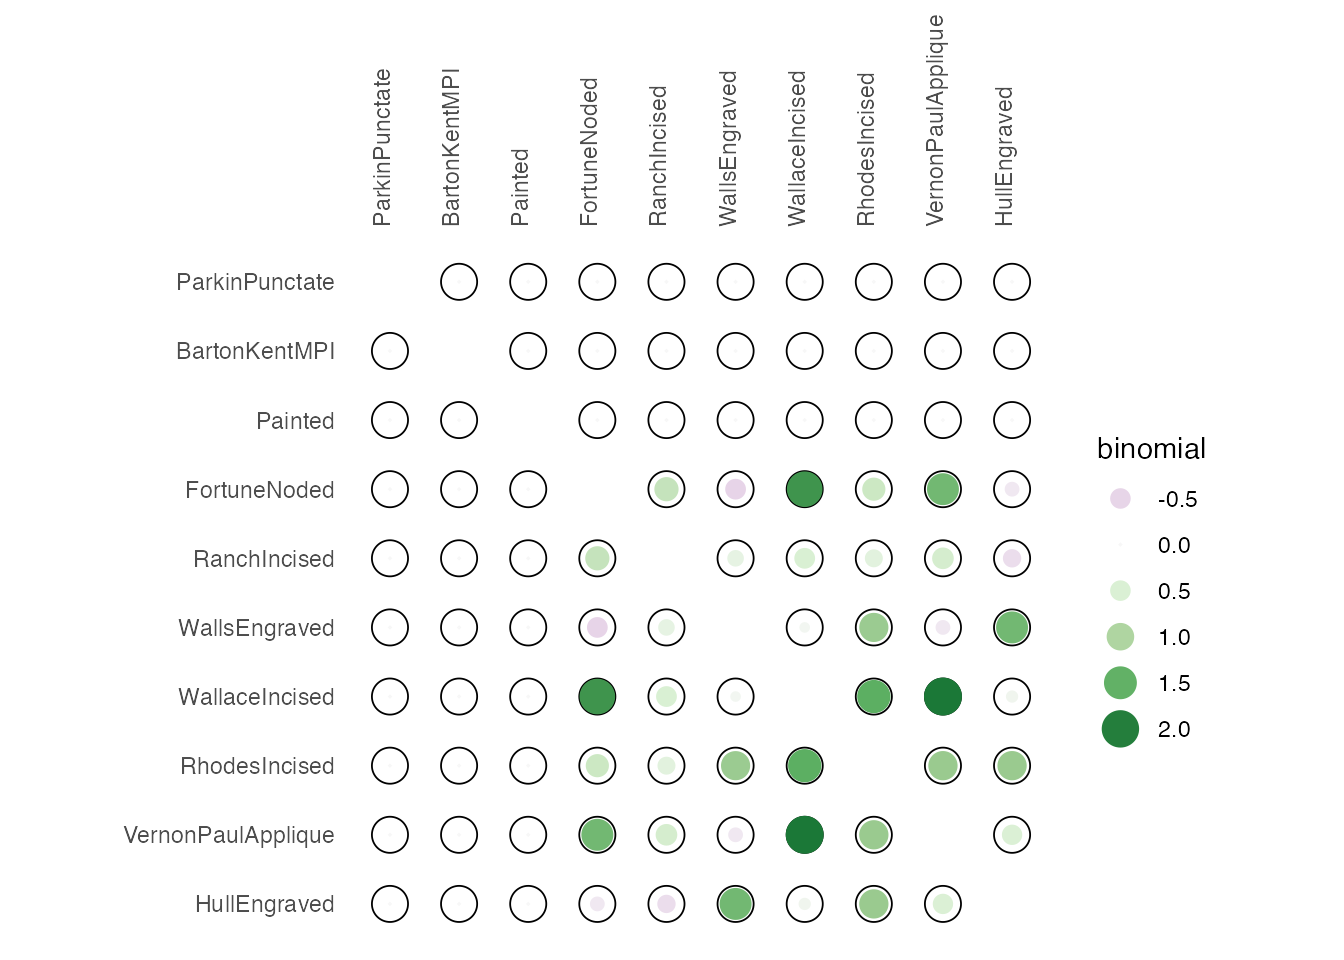 ParkinPunctate
BartonKentMPI
Painted
FortuneNoded
RanchIncised
WallsEngraved
WallaceIncised
RhodesIncised
VernonPaulApplique
HullEngraved
ParkinPunctate
BartonKentMPI
Painted
FortuneNoded
RanchIncised
WallsEngraved
WallaceIncised
RhodesIncised
VernonPaulApplique
HullEngraved
binomial
-0.5
0.0
0.5
1.0
1.5
2.0